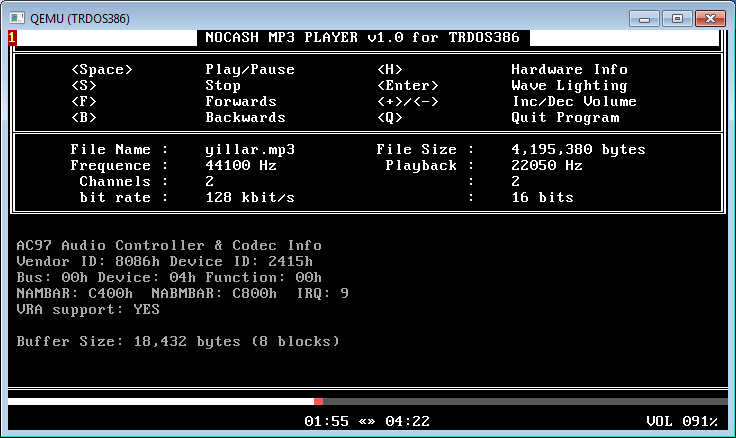 QEMU (TRDOS386)
1 NOCASH MP3 PLAYER v1.0 for TRDOS386
<Space> Play/Pause <H> Hardware Info
<S> Stop <Enter> Wave Lighting
<F> Forwards <+>/<-> Inc/Dec Volume
<B> Backwards <Q> Quit Program
File Name : yillar.mp3 File Size : 4,195,380 bytes
Frequence : 44100 Hz Playback : 22050 Hz
Channels : 2 : 2
bit rate : 128 kbit/s : 16 bits
AC97 Audio Controller & Codec Info
Vendor ID: 8086h Device ID: 2415h
Bus: 00h Device: 04h Function: 00h
NAMBAR: C400h NABMBAR: C800h IRQ: 9
VRA support: YES
Buffer Size: 18,432 bytes (8 blocks)
01:55 «» 04:22 VOL 091%